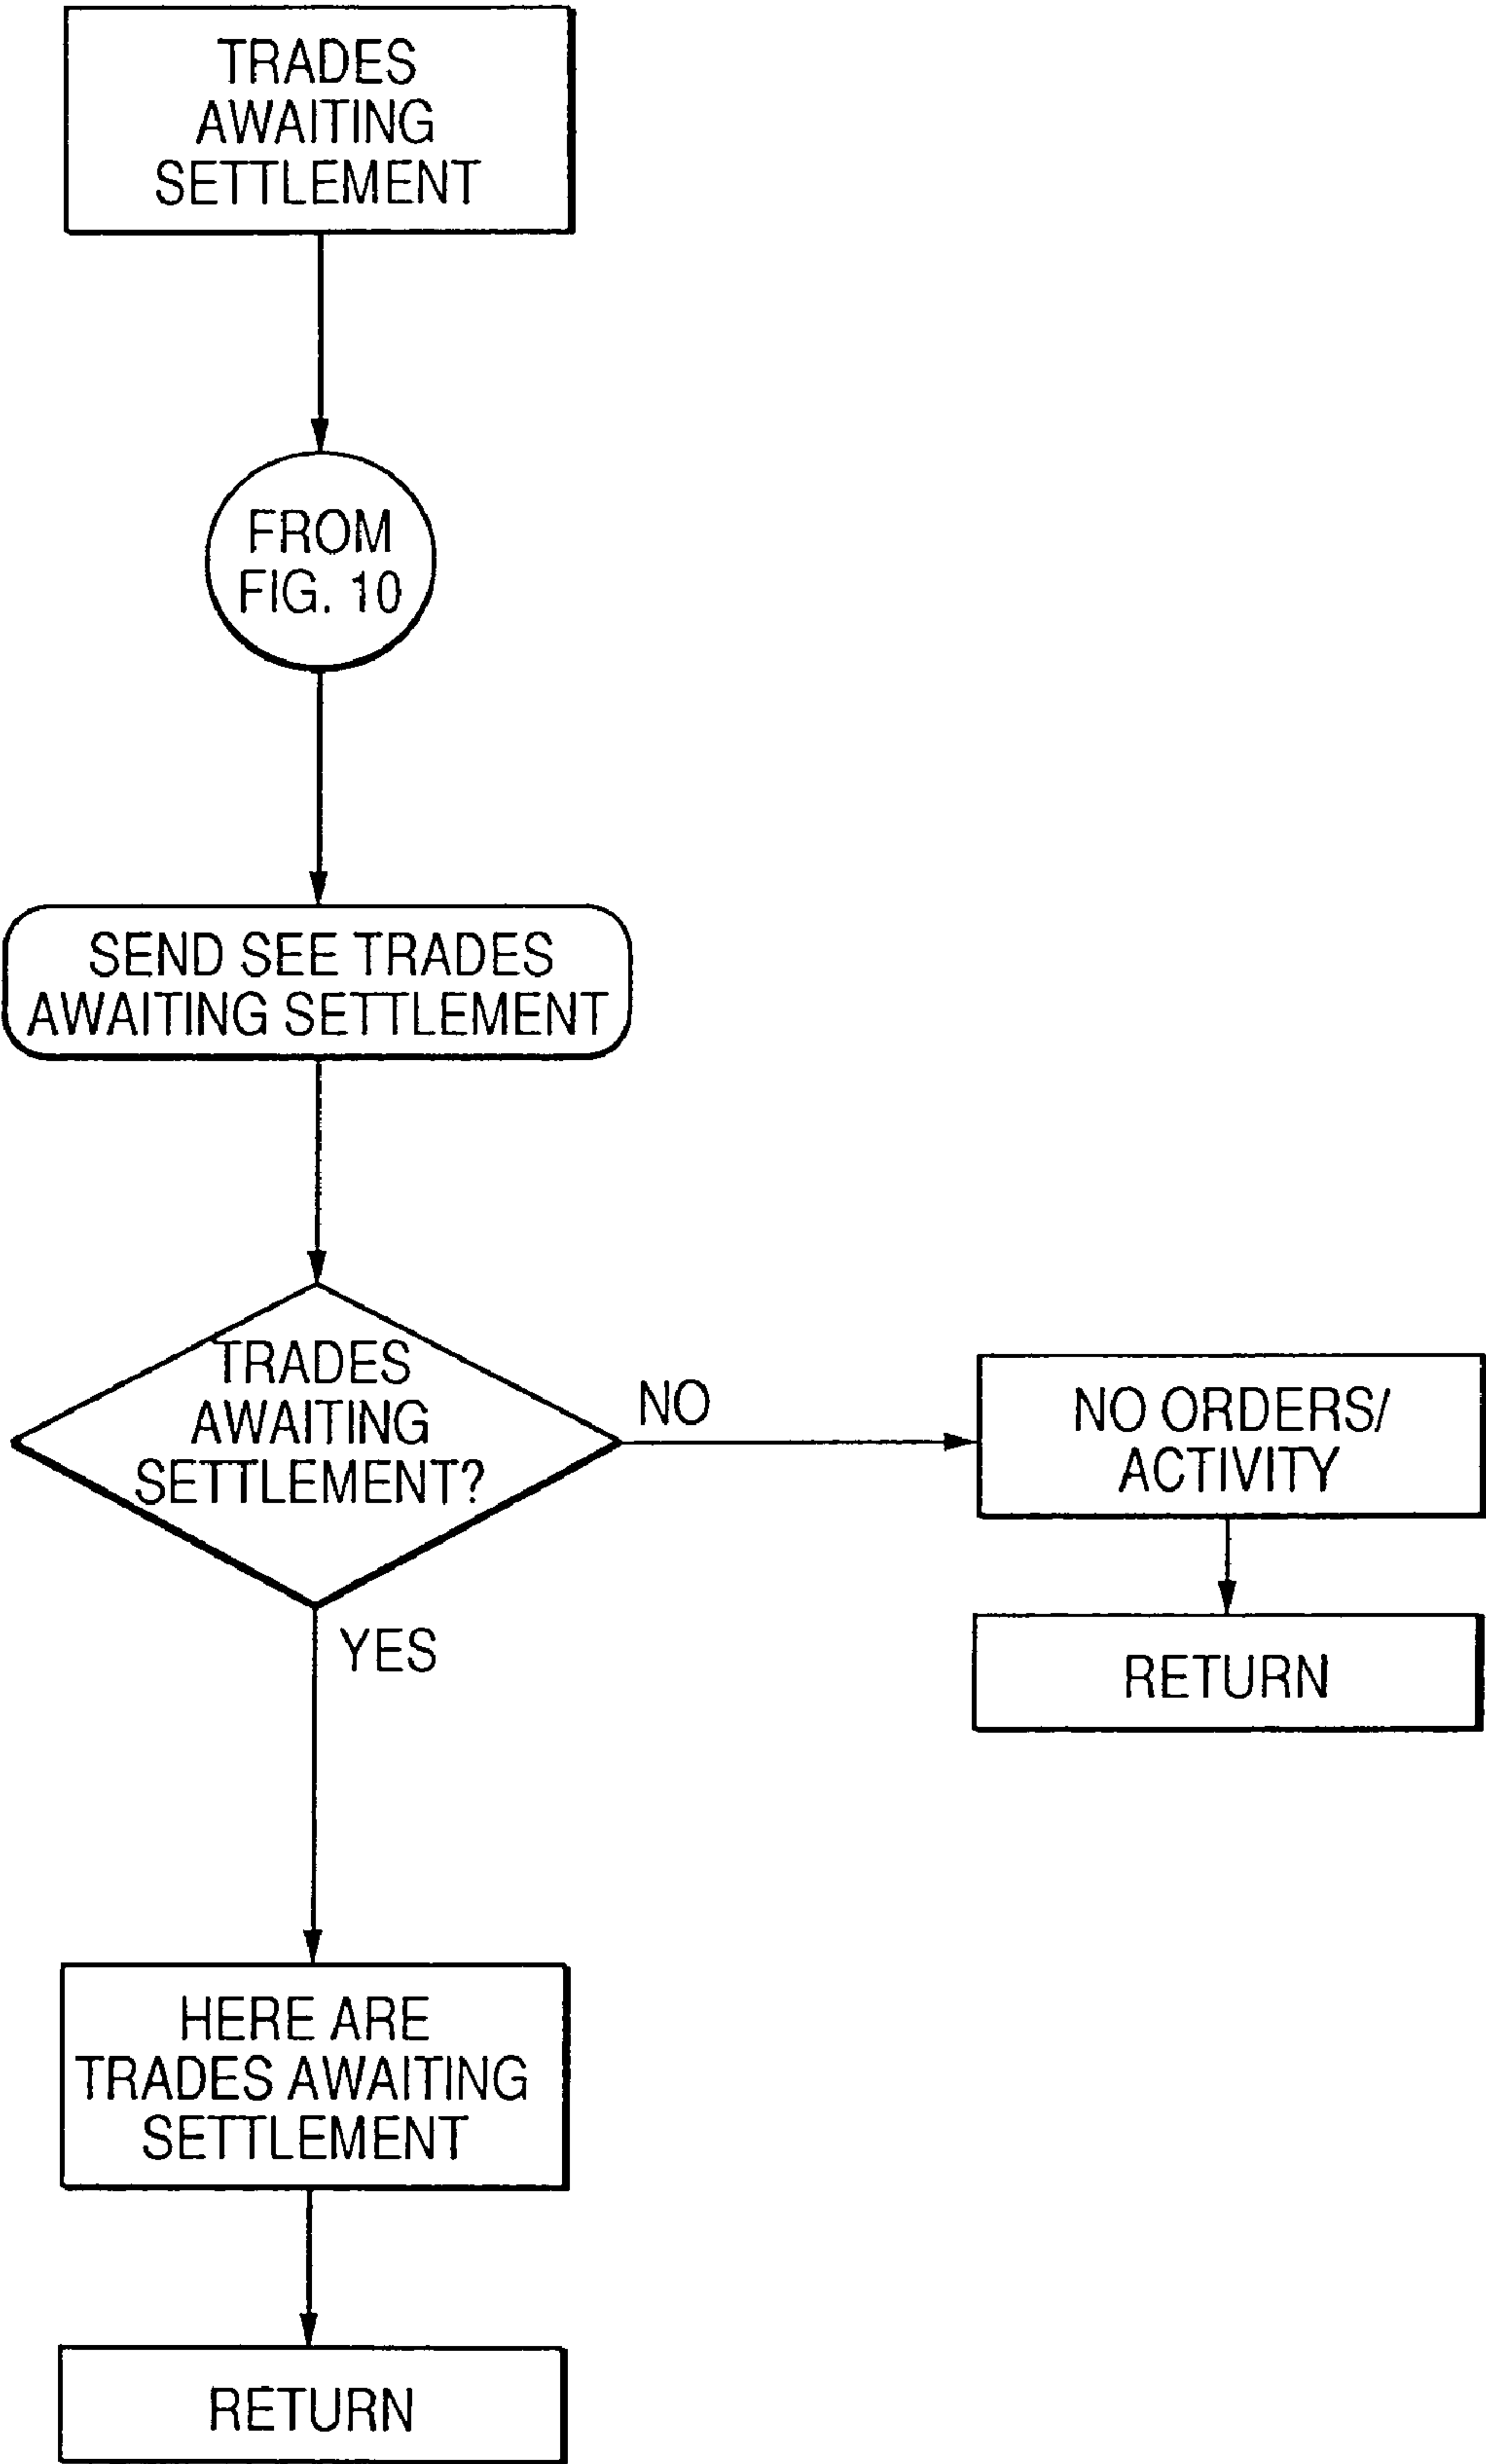 TRADES
AWAITING
SETTLEMENT
FROM
FIG. 10
SEND SEE TRADES
AWAITING SETTLEMENT
TRADES
AWAITING
SETTLEMENT?
NO
NO ORDERS/
ACTIVITY
RETURN
YES
HERE ARE
TRADES AWAITING
SETTLEMENT
RETURN